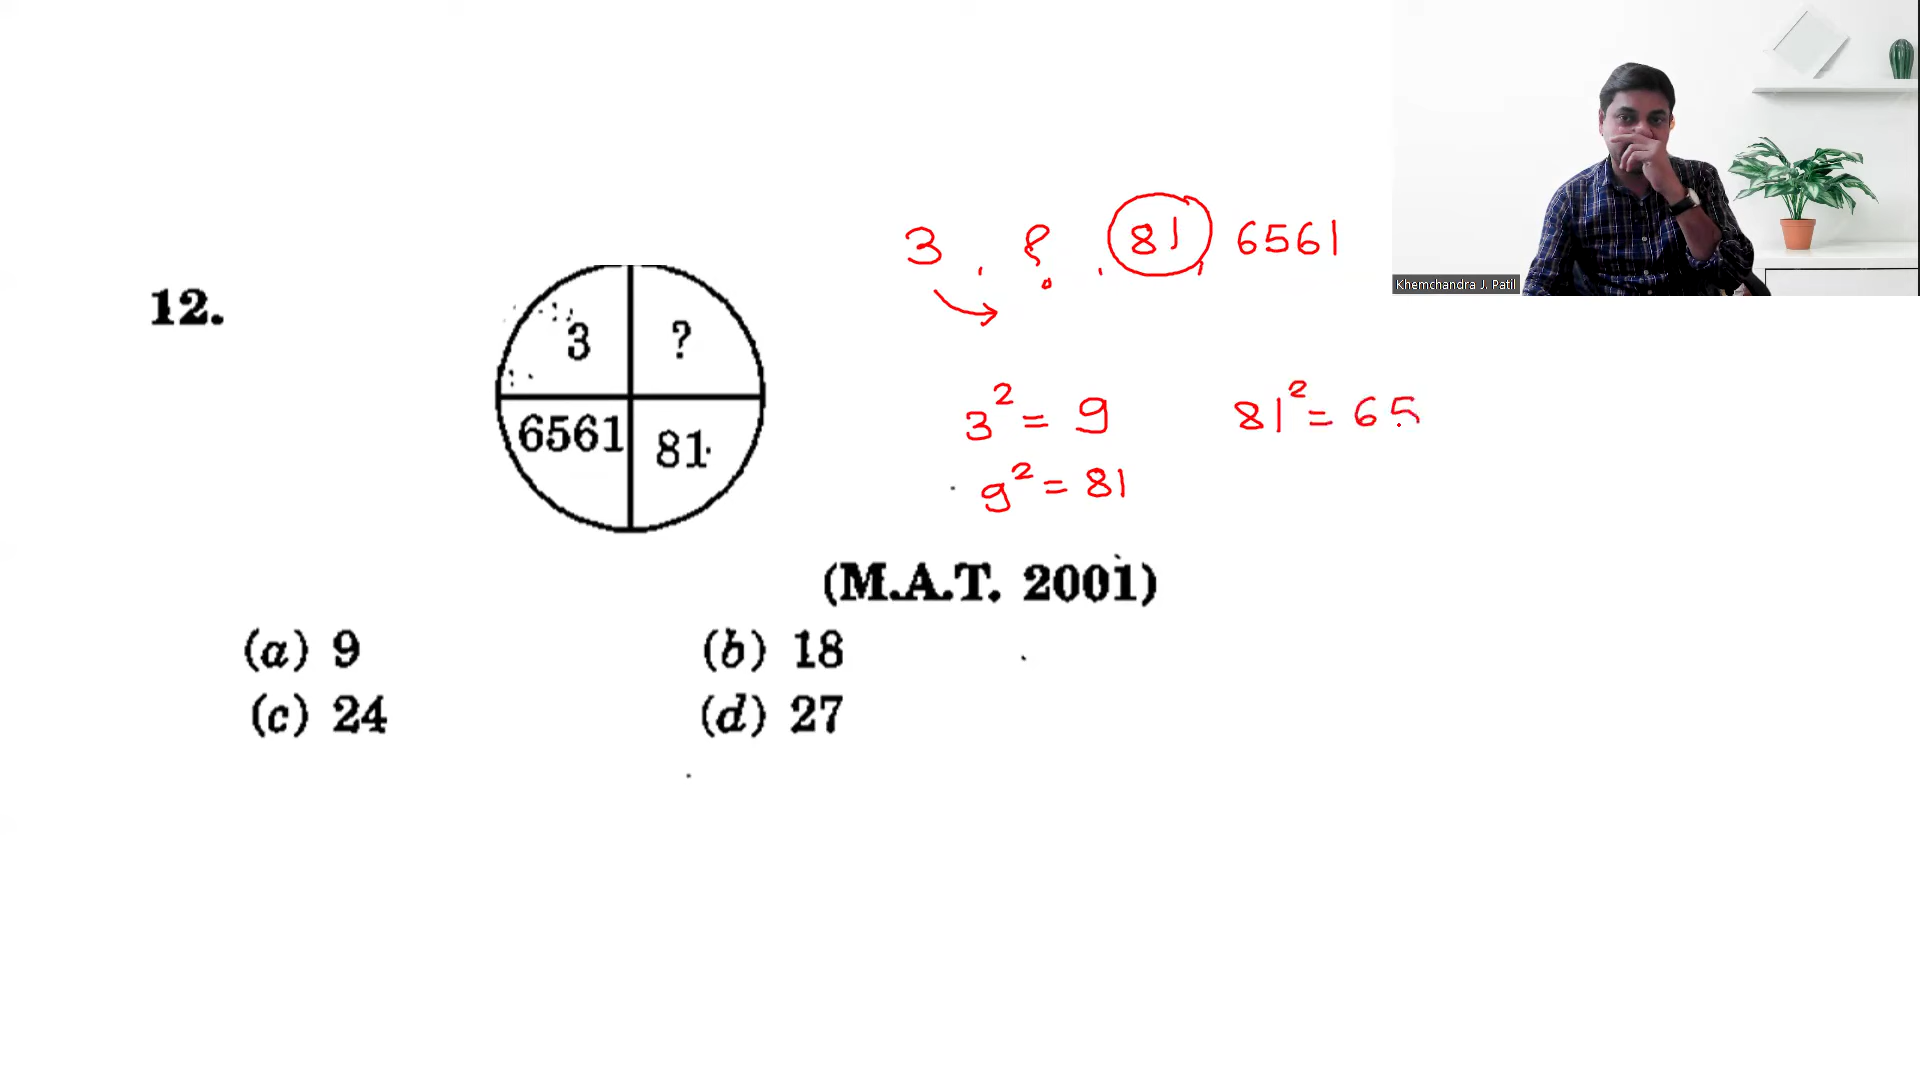 3 , ? , 81, 6561
Khemchandra J. Patil
12.
3 ?
6561 81
3² = 9 81² = 65
9² = 81
(M.A.T. 2001)
(a) 9 (b) 18
(c) 24 (d) 27